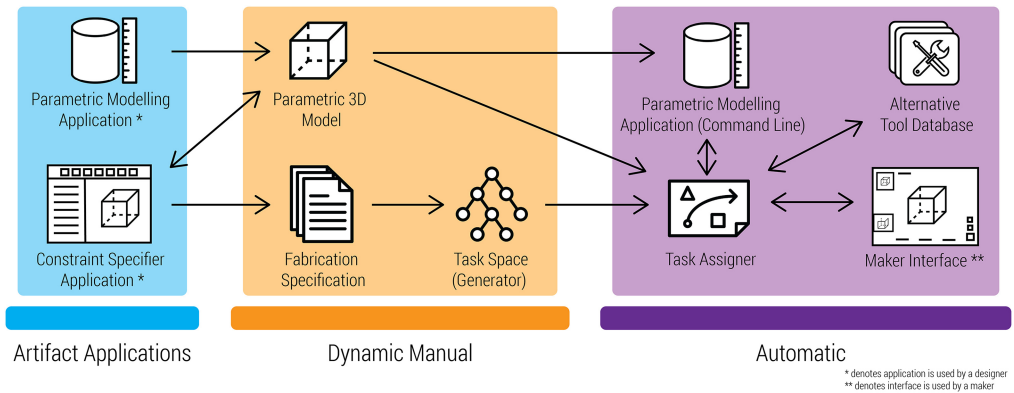 Parametric Modelling
Application *
Parametric 3D
Model
Parametric Modelling
Application (Command Line)
Alternative
Tool Database
Constraint Specifier
Application *
Fabrication
Specification
Task Space
(Generator)
Task Assigner
Maker Interface **
Artifact Applications
Dynamic Manual
Automatic
* denotes application is used by a designer
** denotes interface is used by a maker